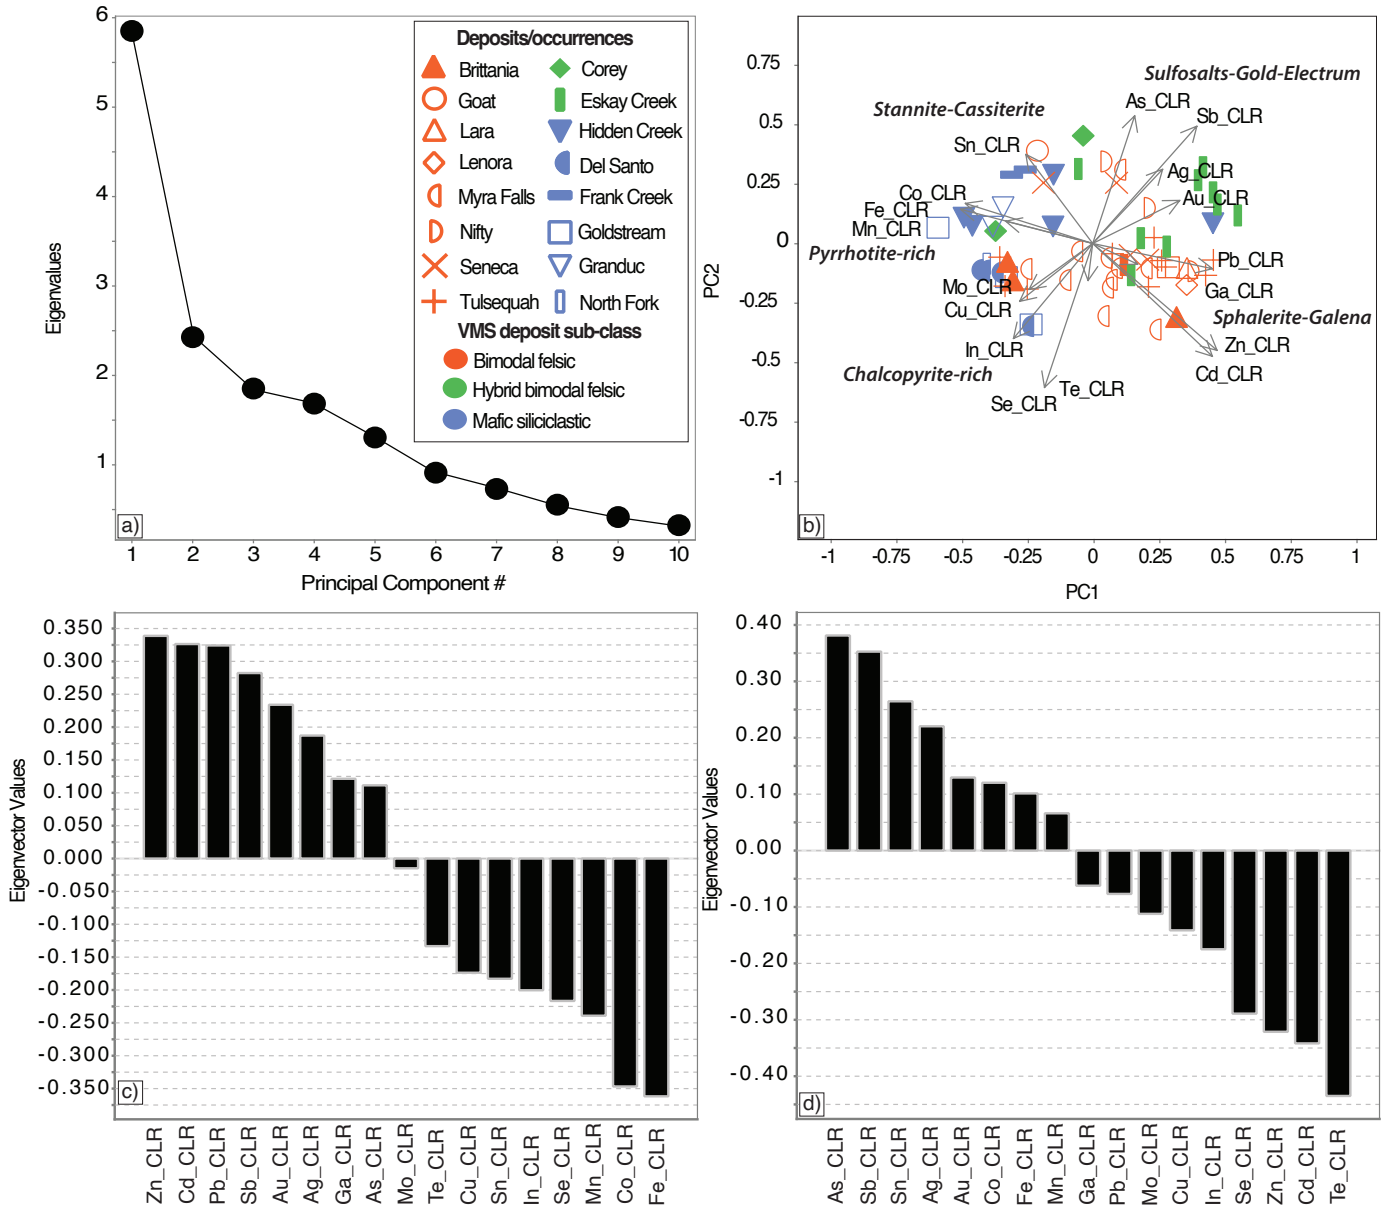 6
5
4
3
2
1
Eigenvalues
1 2 3 4 5 6 7 8 9 10
Principal Component #
a)
Deposits/occurrences
Brittania
Goat
Lara
Lenora
Myra Falls
Nifty
Seneca
Tulsequah
Corey
Eskay Creek
Hidden Creek
Del Santo
Frank Creek
Goldstream
Granduc
North Fork
VMS deposit sub-class
Bimodal felsic
Hybrid bimodal felsic
Mafic siliciclastic
0.75
0.5
0.25
0
-0.25
-0.5
-0.75
-1
PC2
Sulfosalts-Gold-Electrum
As_CLR
Sb_CLR
Stannite-Cassiterite
Sn_CLR
Ag_CLR
Au_CLR
Co_CLR
Fe_CLR
Mn_CLR
Pyrrhotite-rich
Pb_CLR
Ga_CLR
Mo_CLR
Cu_CLR
Sphalerite-Galena
Zn_CLR
Cd_CLR
In_CLR
Chalcopyrite-rich
Te_CLR
Se_CLR
b)
-1 -0.75 -0.5 -0.25 0 0.25 0.5 0.75 1
PC1
0.350
0.300
0.250
0.200
0.150
0.100
0.050
0.000
-0.050
-0.100
-0.150
-0.200
-0.250
-0.300
-0.350
Eigenvector Values
c)
Zn_CLR
Cd_CLR
Pb_CLR
Sb_CLR
Au_CLR
Ag_CLR
Ga_CLR
As_CLR
Mo_CLR
Te_CLR
Cu_CLR
Sn_CLR
In_CLR
Se_CLR
Mn_CLR
Co_CLR
Fe_CLR
0.40
0.30
0.20
0.10
0.00
-0.10
-0.20
-0.30
-0.40
Eigenvector Values
d)
As_CLR
Sb_CLR
Sn_CLR
Ag_CLR
Au_CLR
Co_CLR
Fe_CLR
Mn_CLR
Ga_CLR
Pb_CLR
Mo_CLR
Cu_CLR
In_CLR
Se_CLR
Zn_CLR
Cd_CLR
Te_CLR